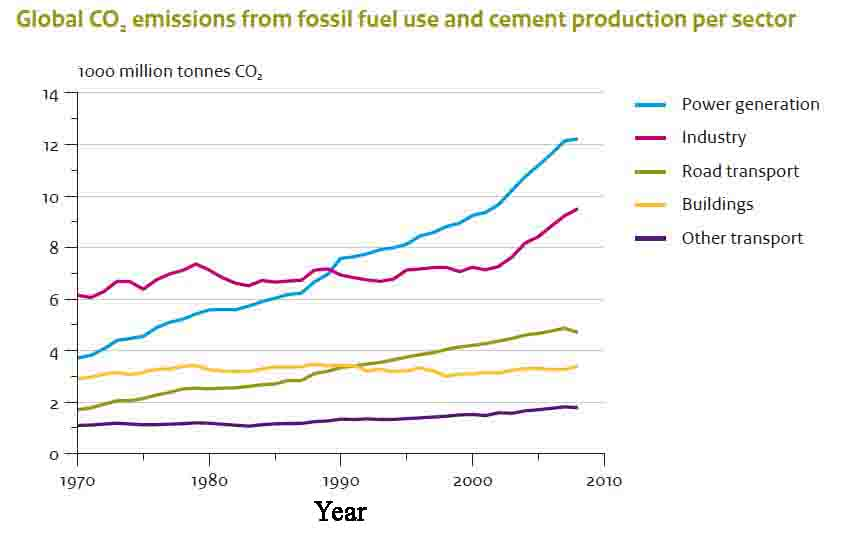 Global CO₂ emissions from fossil fuel use and cement production per sector
1000 million tonnes CO₂
14
12
10
8
6
4
2
0
1970 1980 1990 2000 2010
Year
Power generation
Industry
Road transport
Buildings
Other transport